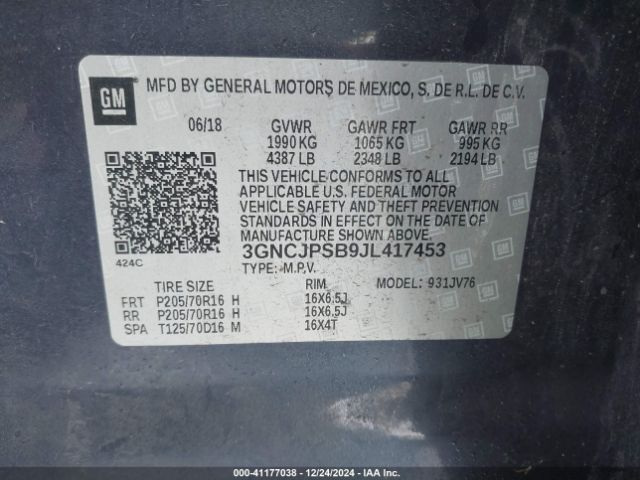 GM
MFD BY GENERAL MOTORS DE MEXICO, S. DE R.L. DE C.V.
06/18 GVWR GAWR FRT GAWR RR
1990 KG 1065 KG 995 KG
4387 LB 2348 LB 2194 LB
THIS VEHICLE CONFORMS TO ALL
APPLICABLE U.S. FEDERAL MOTOR
VEHICLE SAFETY AND THEFT PREVENTION
STANDARDS IN EFFECT ON THE DATE OF
MANUFACTURE SHOWN ABOVE.
3GNCJPSB9JL417453
424C TYPE: M.P.V.
TIRE SIZE RIM MODEL: 931JV76
FRT P205/70R16 H 16X6.5J
RR P205/70R16 H 16X6.5J
SPA T125/70D16 M 16X4T
000-41177038 - 12/24/2024 - IAA Inc.